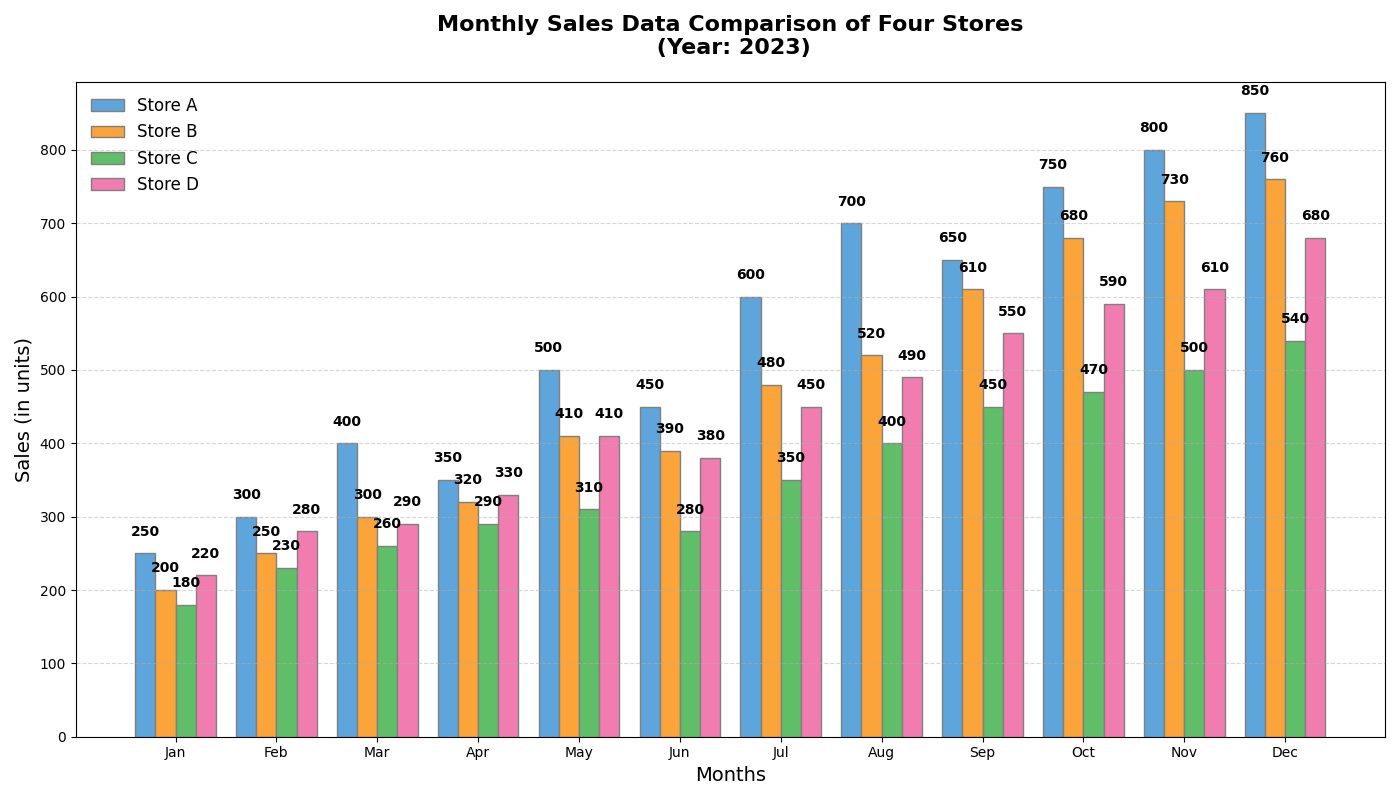 Monthly Sales Data Comparison of Four Stores
(Year: 2023)
Store A
Store B
Store C
Store D
Sales (in units)
800
700
600
500
400
300
200
100
0
250
200
180
220
300
250
230
280
400
300
260
290
350
320
290
330
500
410
310
410
450
390
280
380
600
480
350
450
700
520
400
490
650
610
450
550
750
680
470
590
800
730
500
610
850
760
540
680
Jan
Feb
Mar
Apr
May
Jun
Jul
Aug
Sep
Oct
Nov
Dec
Months